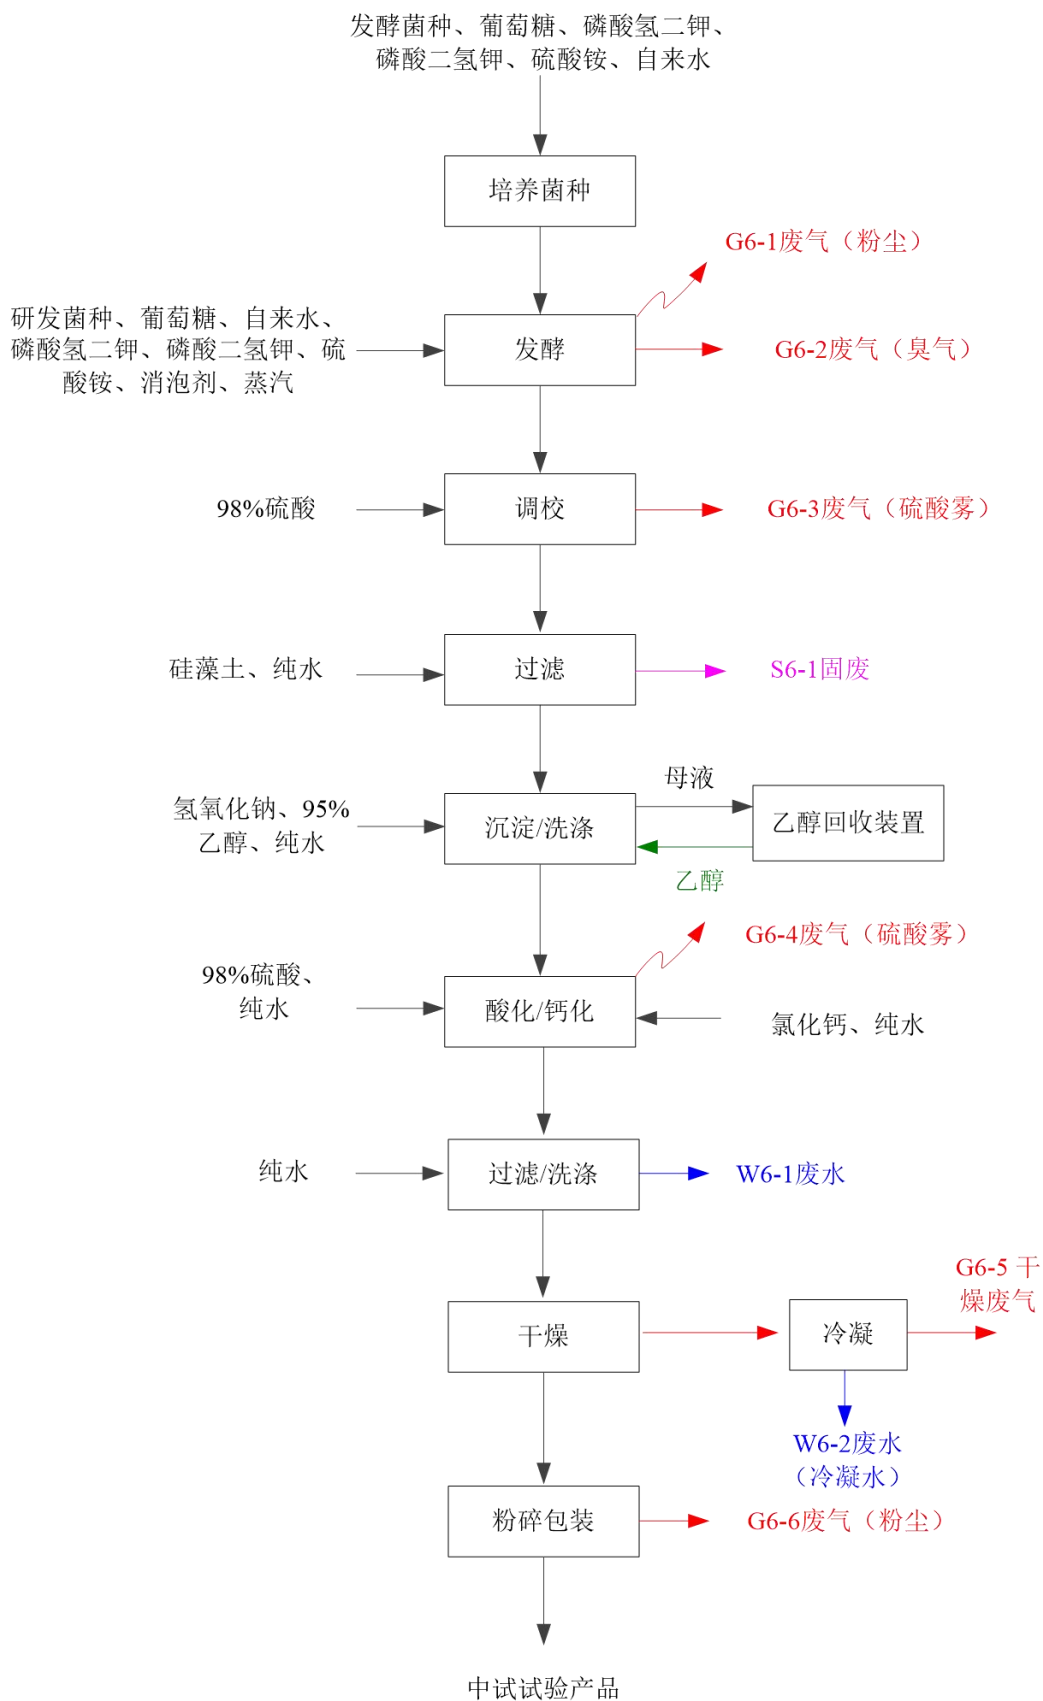 发酵菌种、葡萄糖、磷酸氢二钾、
磷酸二氢钾、硫酸铵、自来水
培养菌种
G6-1废气（粉尘）
研发菌种、葡萄糖、自来水、
磷酸氢二钾、磷酸二氢钾、硫
酸铵、消泡剂、蒸汽
发酵
G6-2废气（臭气）
98%硫酸
调校
G6-3废气（硫酸雾）
硅藻土、纯水
过滤
S6-1固废
氢氧化钠、95%
乙醇、纯水
沉淀/洗涤
母液
乙醇回收装置
乙醇
G6-4废气（硫酸雾）
98%硫酸、
纯水
酸化/钙化
氯化钙、纯水
纯水
过滤/洗涤
W6-1废水
干燥
冷凝
G6-5 干
燥废气
W6-2废水
（冷凝水）
粉碎包装
G6-6废气（粉尘）
中试试验产品